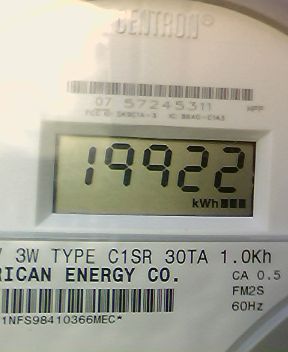 CENTRON®
07 57245311
19922
kWh
3W TYPE C1SR 30TA 1.0Kh
RICAN ENERGY CO.
CA 0.5
FM2S
60Hz
1NFS98410366MEC*